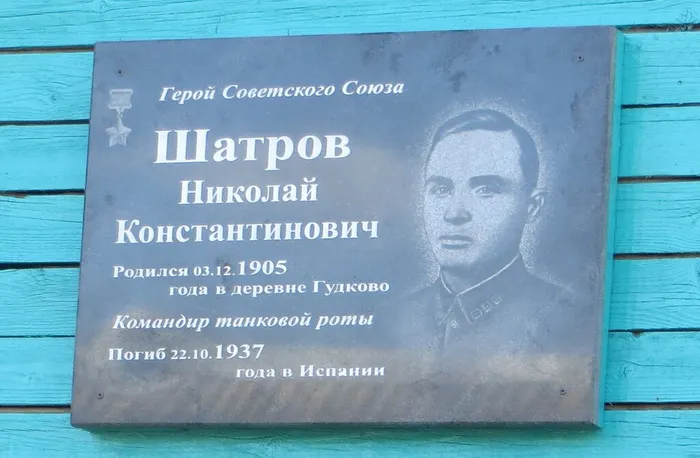 Герой Советского Союза
Шатров
Николай
Константинович
Родился 03.12.1905
года в деревне Гудково
Командир танковой роты
Погиб 22.10.1937
года в Испании